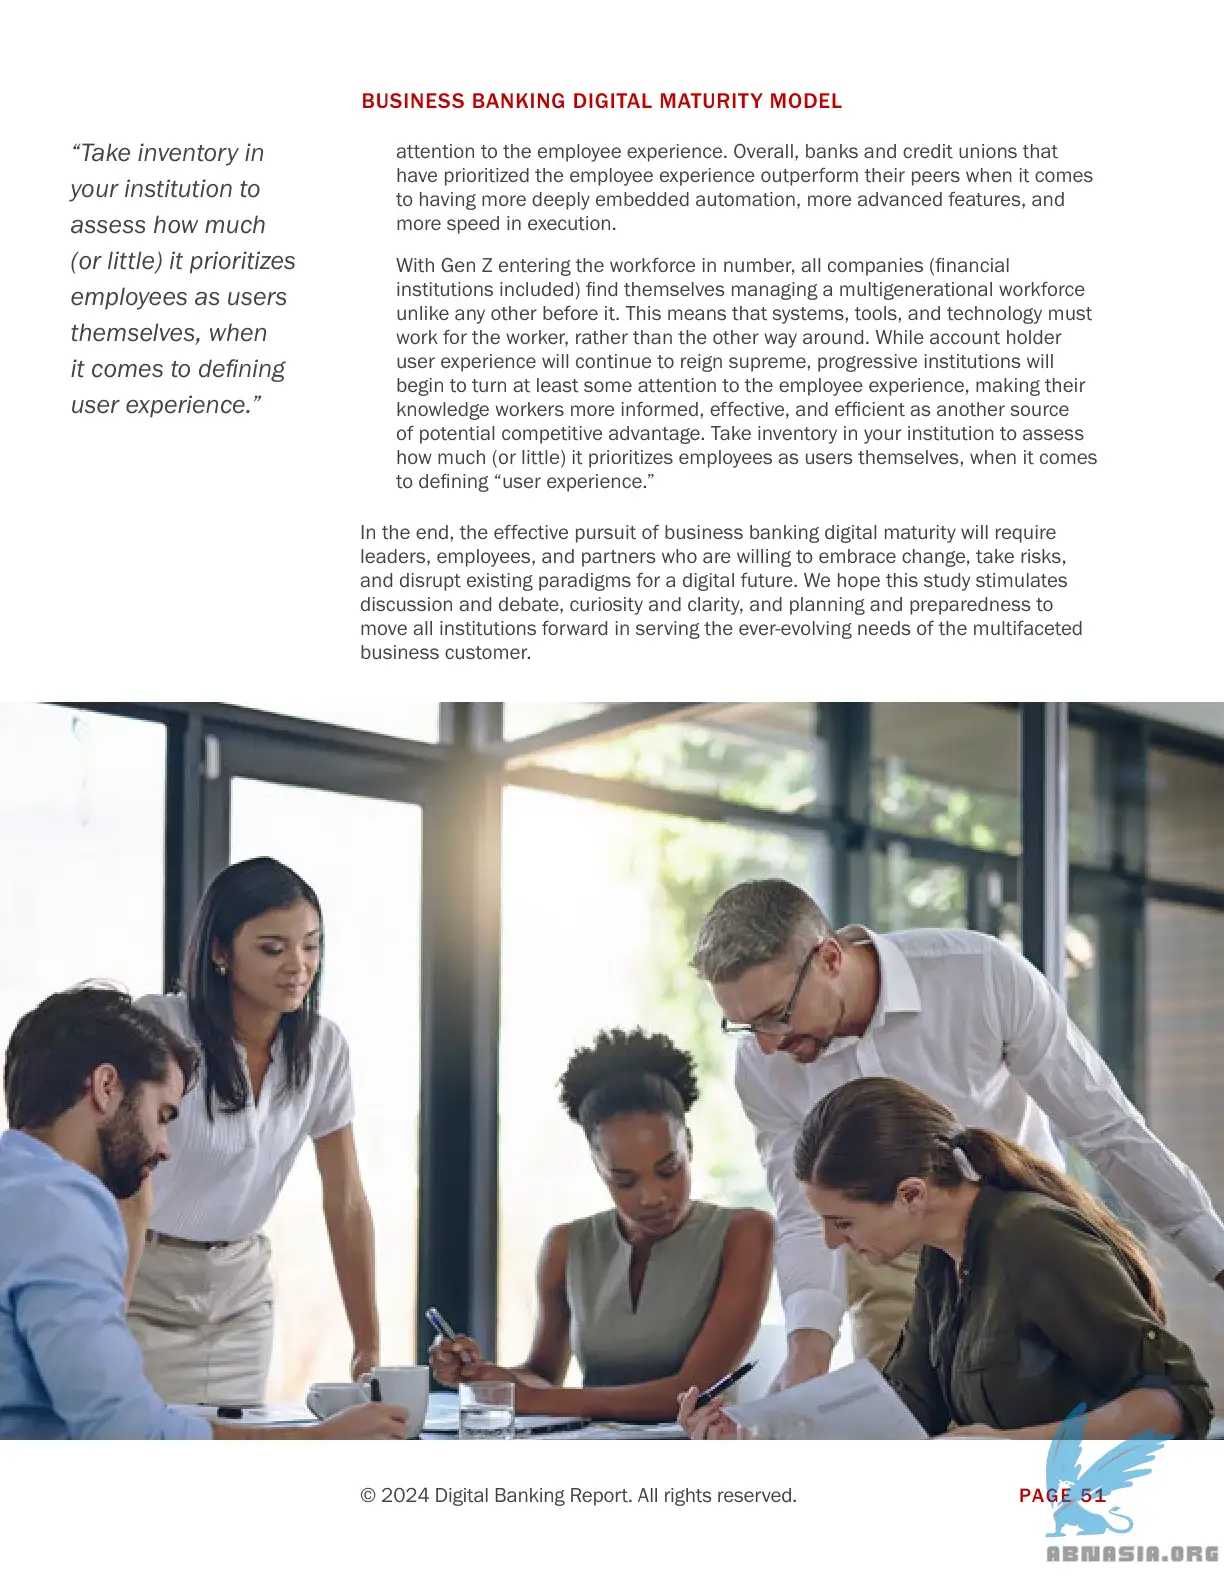 BUSINESS BANKING DIGITAL MATURITY MODEL
“Take inventory in
your institution to
assess how much
(or little) it prioritizes
employees as users
themselves, when
it comes to defining
user experience.”
attention to the employee experience. Overall, banks and credit unions that
have prioritized the employee experience outperform their peers when it comes
to having more deeply embedded automation, more advanced features, and
more speed in execution.
With Gen Z entering the workforce in number, all companies (financial
institutions included) find themselves managing a multigenerational workforce
unlike any other before it. This means that systems, tools, and technology must
work for the worker, rather than the other way around. While account holder
user experience will continue to reign supreme, progressive institutions will
begin to turn at least some attention to the employee experience, making their
knowledge workers more informed, effective, and efficient as another source
of potential competitive advantage. Take inventory in your institution to assess
how much (or little) it prioritizes employees as users themselves, when it comes
to defining “user experience.”
In the end, the effective pursuit of business banking digital maturity will require
leaders, employees, and partners who are willing to embrace change, take risks,
and disrupt existing paradigms for a digital future. We hope this study stimulates
discussion and debate, curiosity and clarity, and planning and preparedness to
move all institutions forward in serving the ever-evolving needs of the multifaceted
business customer.
© 2024 Digital Banking Report. All rights reserved.
PAGE 51
ABNASIA.ORG